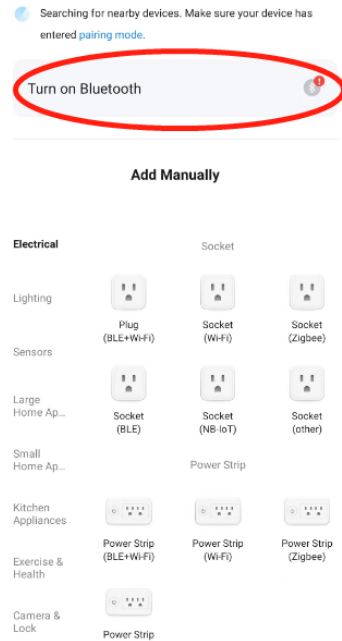 Searching for nearby devices. Make sure your device has
entered pairing mode.
Turn on Bluetooth
Add Manually
Electrical
Socket
Lighting
Plug
(BLE+Wi-Fi)
Socket
(Wi-Fi)
Socket
(Zigbee)
Sensors
Large
Home Ap...
Socket
(BLE)
Socket
(NB-IoT)
Socket
(other)
Small
Home Ap...
Power Strip
Kitchen
Appliances
Power Strip
(BLE+Wi-Fi)
Power Strip
(Wi-Fi)
Power Strip
(Zigbee)
Exercise &
Health
Camera &
Lock
Power Strip